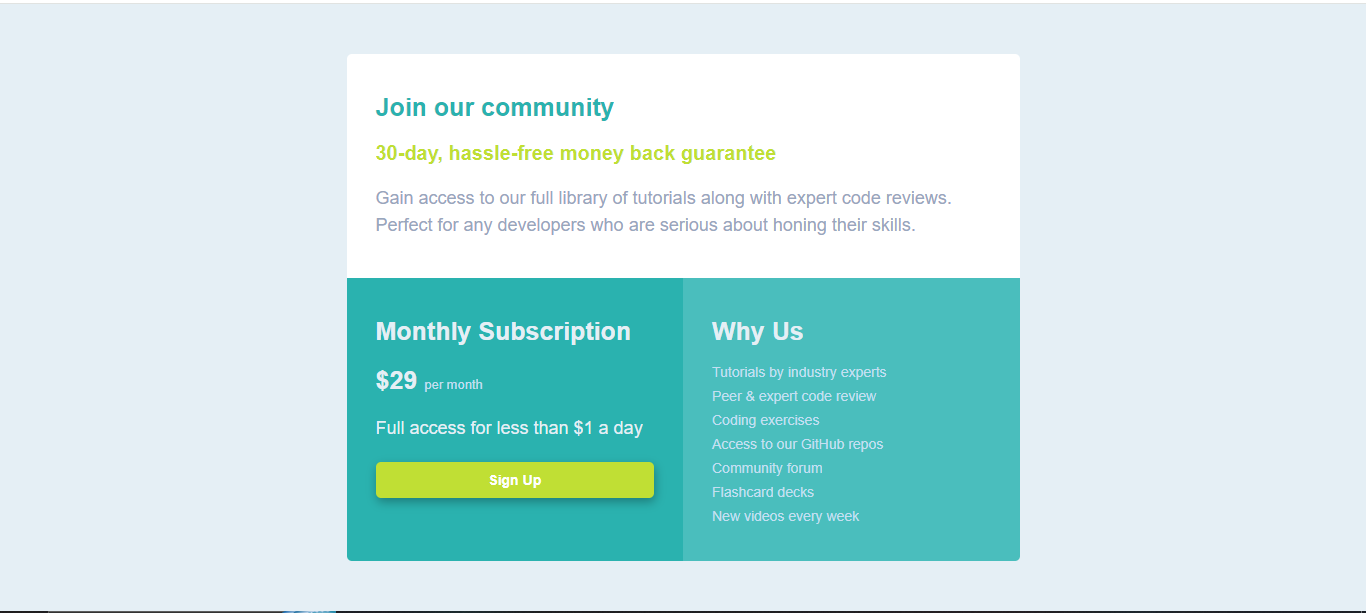 Join our community
30-day, hassle-free money back guarantee
Gain access to our full library of tutorials along with expert code reviews.
Perfect for any developers who are serious about honing their skills.
Monthly Subscription
$29 per month
Full access for less than $1 a day
Sign Up
Why Us
Tutorials by industry experts
Peer & expert code review
Coding exercises
Access to our GitHub repos
Community forum
Flashcard decks
New videos every week